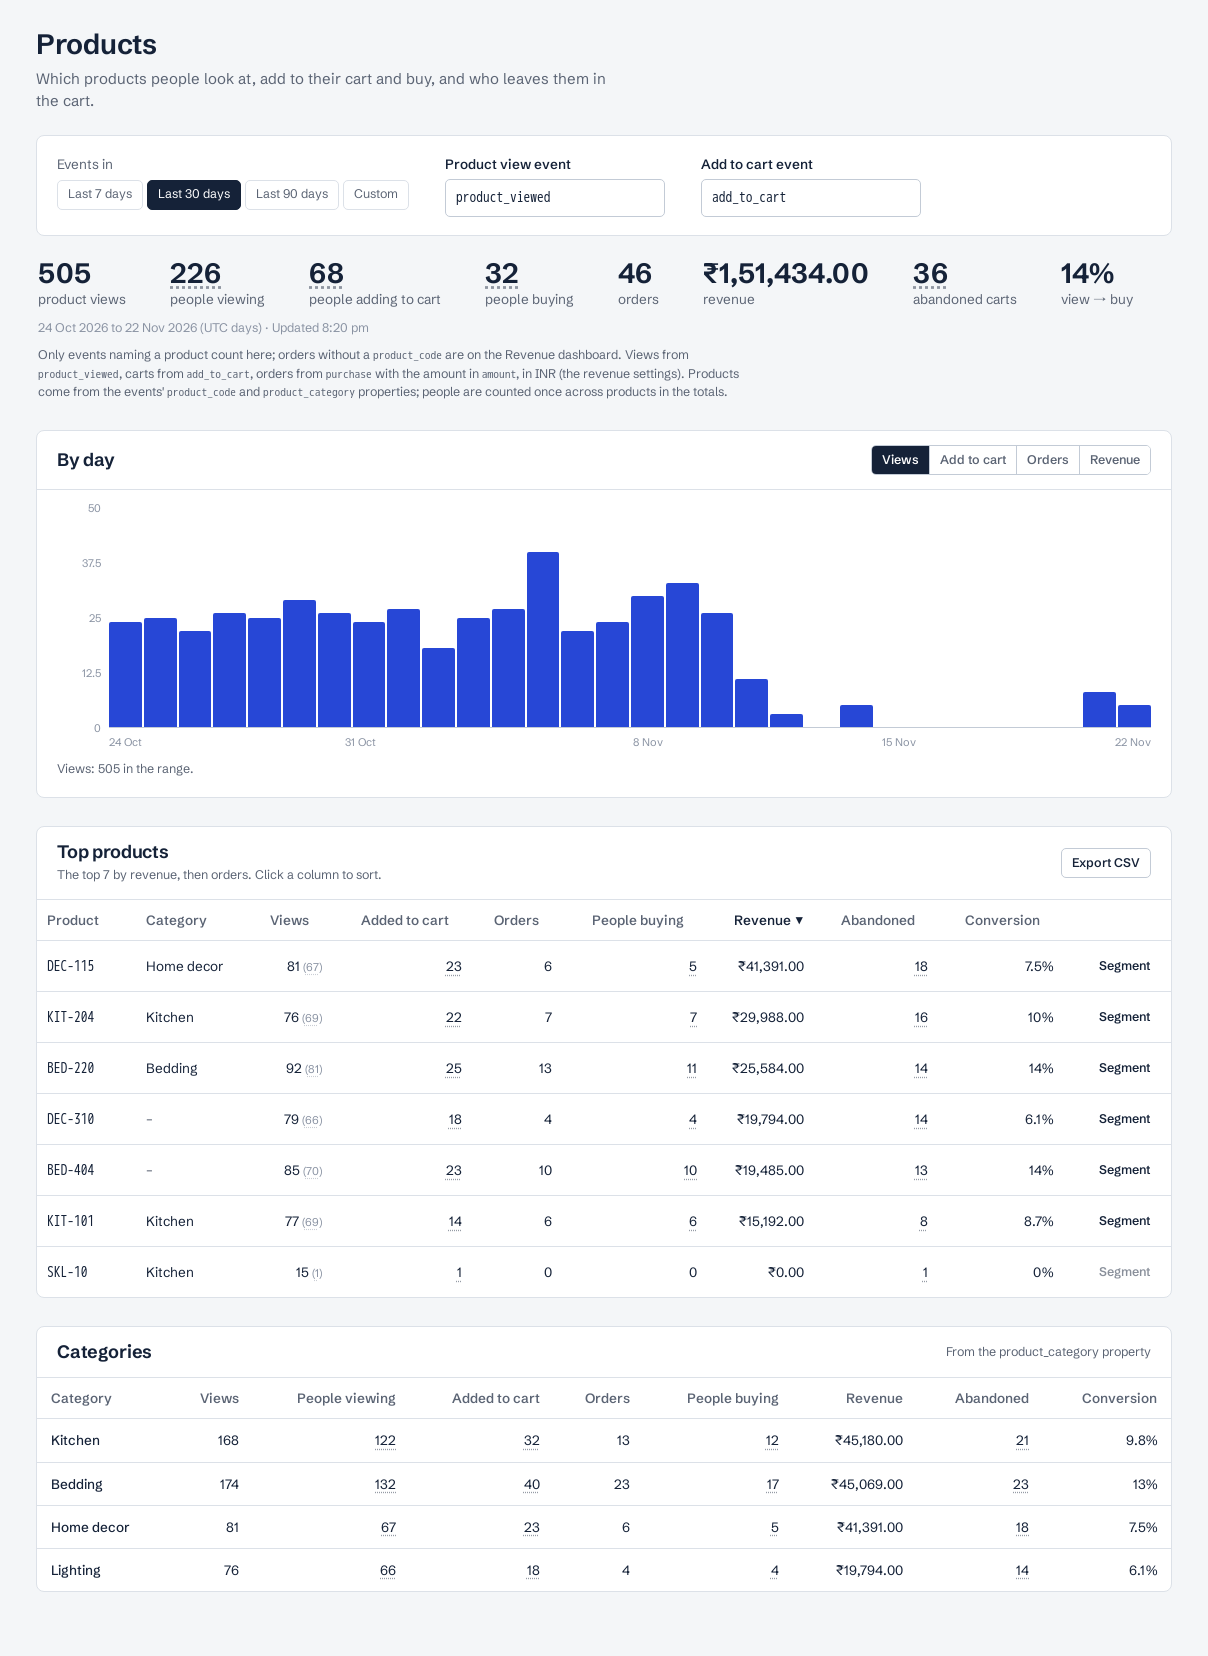 Products
Which products people look at, add to their cart and buy, and who leaves them in
the cart.
Events in
Last 7 days
Last 30 days
Last 90 days
Custom
Product view event
product_viewed
Add to cart event
add_to_cart
505
product views
226
people viewing
68
people adding to cart
32
people buying
46
orders
₹1,51,434.00
revenue
36
abandoned carts
14%
view → buy
24 Oct 2026 to 22 Nov 2026 (UTC days) · Updated 8:20 pm
Only events naming a product count here; orders without a product_code are on the Revenue dashboard. Views from
product_viewed, carts from add_to_cart, orders from purchase with the amount in amount, in INR (the revenue settings). Products
come from the events' product_code and product_category properties; people are counted once across products in the totals.
By day
Views Add to cart Orders Revenue
50
37.5
25
12.5
0
24 Oct 31 Oct 8 Nov 15 Nov 22 Nov
Views: 505 in the range.
Top products
The top 7 by revenue, then orders. Click a column to sort.
Export CSV
Product Category Views Added to cart Orders People buying Revenue ▼ Abandoned Conversion
DEC-115 Home decor 81 (67) 23 6 5 ₹41,391.00 18 7.5% Segment
KIT-204 Kitchen 76 (69) 22 7 7 ₹29,988.00 16 10% Segment
BED-220 Bedding 92 (81) 25 13 11 ₹25,584.00 14 14% Segment
DEC-310 – 79 (66) 18 4 4 ₹19,794.00 14 6.1% Segment
BED-404 – 85 (70) 23 10 10 ₹19,485.00 13 14% Segment
KIT-101 Kitchen 77 (69) 14 6 6 ₹15,192.00 8 8.7% Segment
SKL-10 Kitchen 15 (1) 1 0 0 ₹0.00 1 0% Segment
Categories
From the product_category property
Category Views People viewing Added to cart Orders People buying Revenue Abandoned Conversion
Kitchen 168 122 32 13 12 ₹45,180.00 21 9.8%
Bedding 174 132 40 23 17 ₹45,069.00 23 13%
Home decor 81 67 23 6 5 ₹41,391.00 18 7.5%
Lighting 76 66 18 4 4 ₹19,794.00 14 6.1%